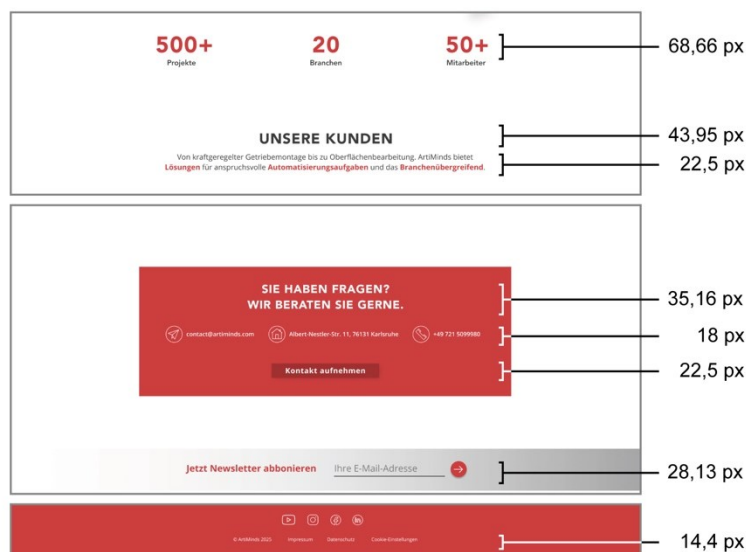 500+ 20 50+ 68,66 px
Projekte Branchen Mitarbeiter
UNSERE KUNDEN 43,95 px
Von kraftgeregelter Getriebemontage bis zu Oberflächenbearbeitung. ArtiMinds bietet
Lösungen für anspruchsvolle Automatisierungsaufgaben und das Branchenübergreifend. 22,5 px
SIE HABEN FRAGEN?
WIR BERATEN SIE GERNE. 35,16 px
contact@artiminds.com Albert-Nestler-Str. 11, 76131 Karlsruhe +49 721 5099980 18 px
Kontakt aufnehmen 22,5 px
Jetzt Newsletter abbonieren Ihre E-Mail-Adresse 28,13 px
in
© ArtiMinds 2025 Impressum Datenschutz Cookie-Einstellungen 14,4 px